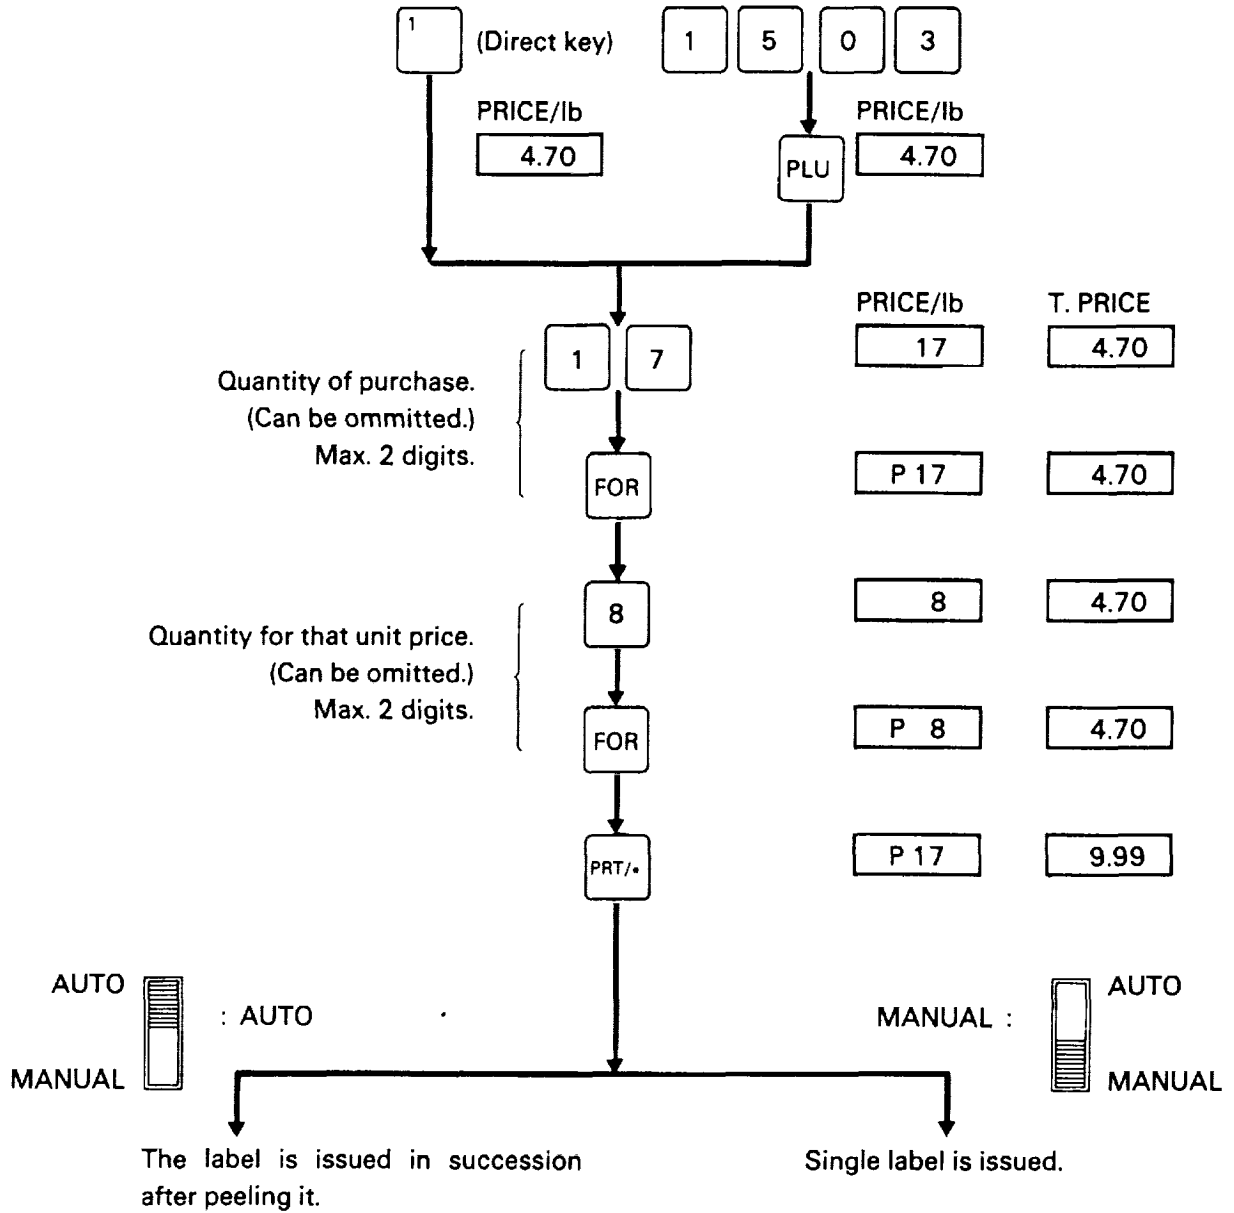 1 (Direct key) 1 5 0 3
PRICE/lb PRICE/lb
4.70 PLU 4.70
PRICE/lb T. PRICE
1 7 17 4.70
Quantity of purchase.
(Can be ommitted.)
Max. 2 digits.
FOR P 17 4.70
8 8 4.70
Quantity for that unit price.
(Can be omitted.)
Max. 2 digits.
FOR P 8 4.70
PRT/* P 17 9.99
AUTO AUTO
: AUTO MANUAL :
MANUAL MANUAL
The label is issued in succession
after peeling it.
Single label is issued.